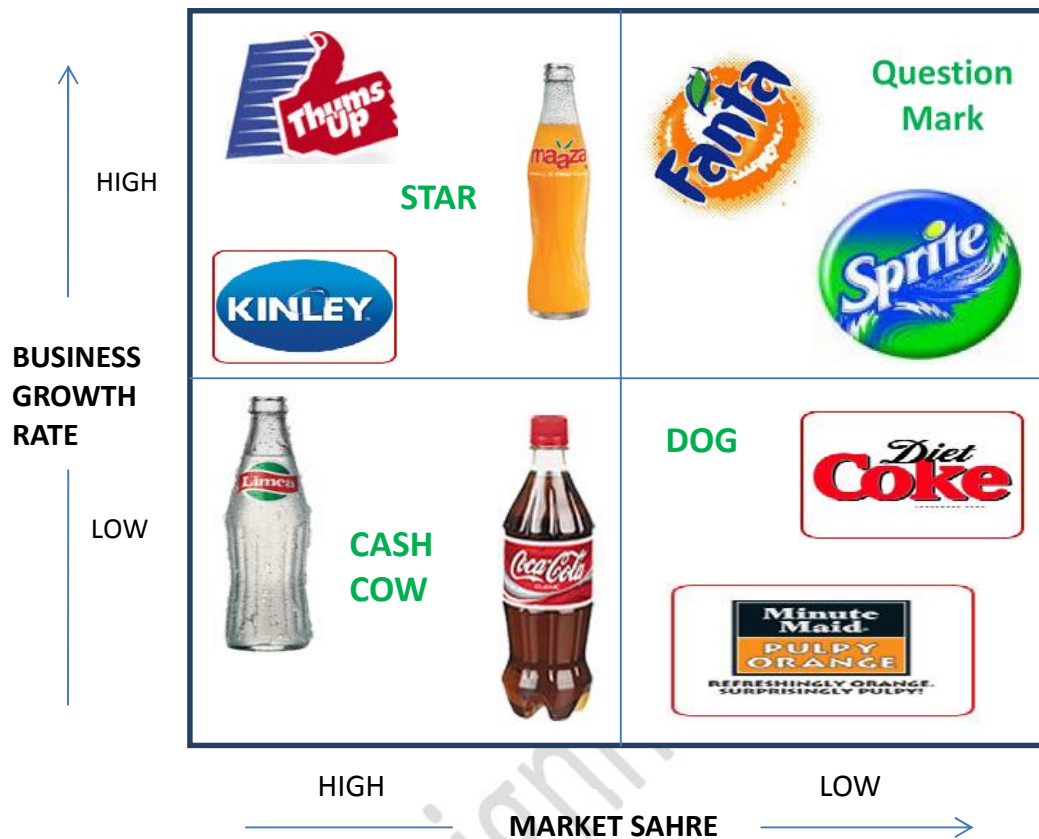 Thums
Up
maaza
Fanta
Question
Mark
HIGH
STAR
Sprite
KINLEY
BUSINESS
GROWTH
RATE
Limca
DOG
Diet
Coke
LOW
CASH
COW
Coca-Cola
CLASSIC
Minute
Maid
PULPY
ORANGE
REFRESHINGLY ORANGE.
SURPRISINGLY PULPY!
HIGH
LOW
MARKET SAHRE